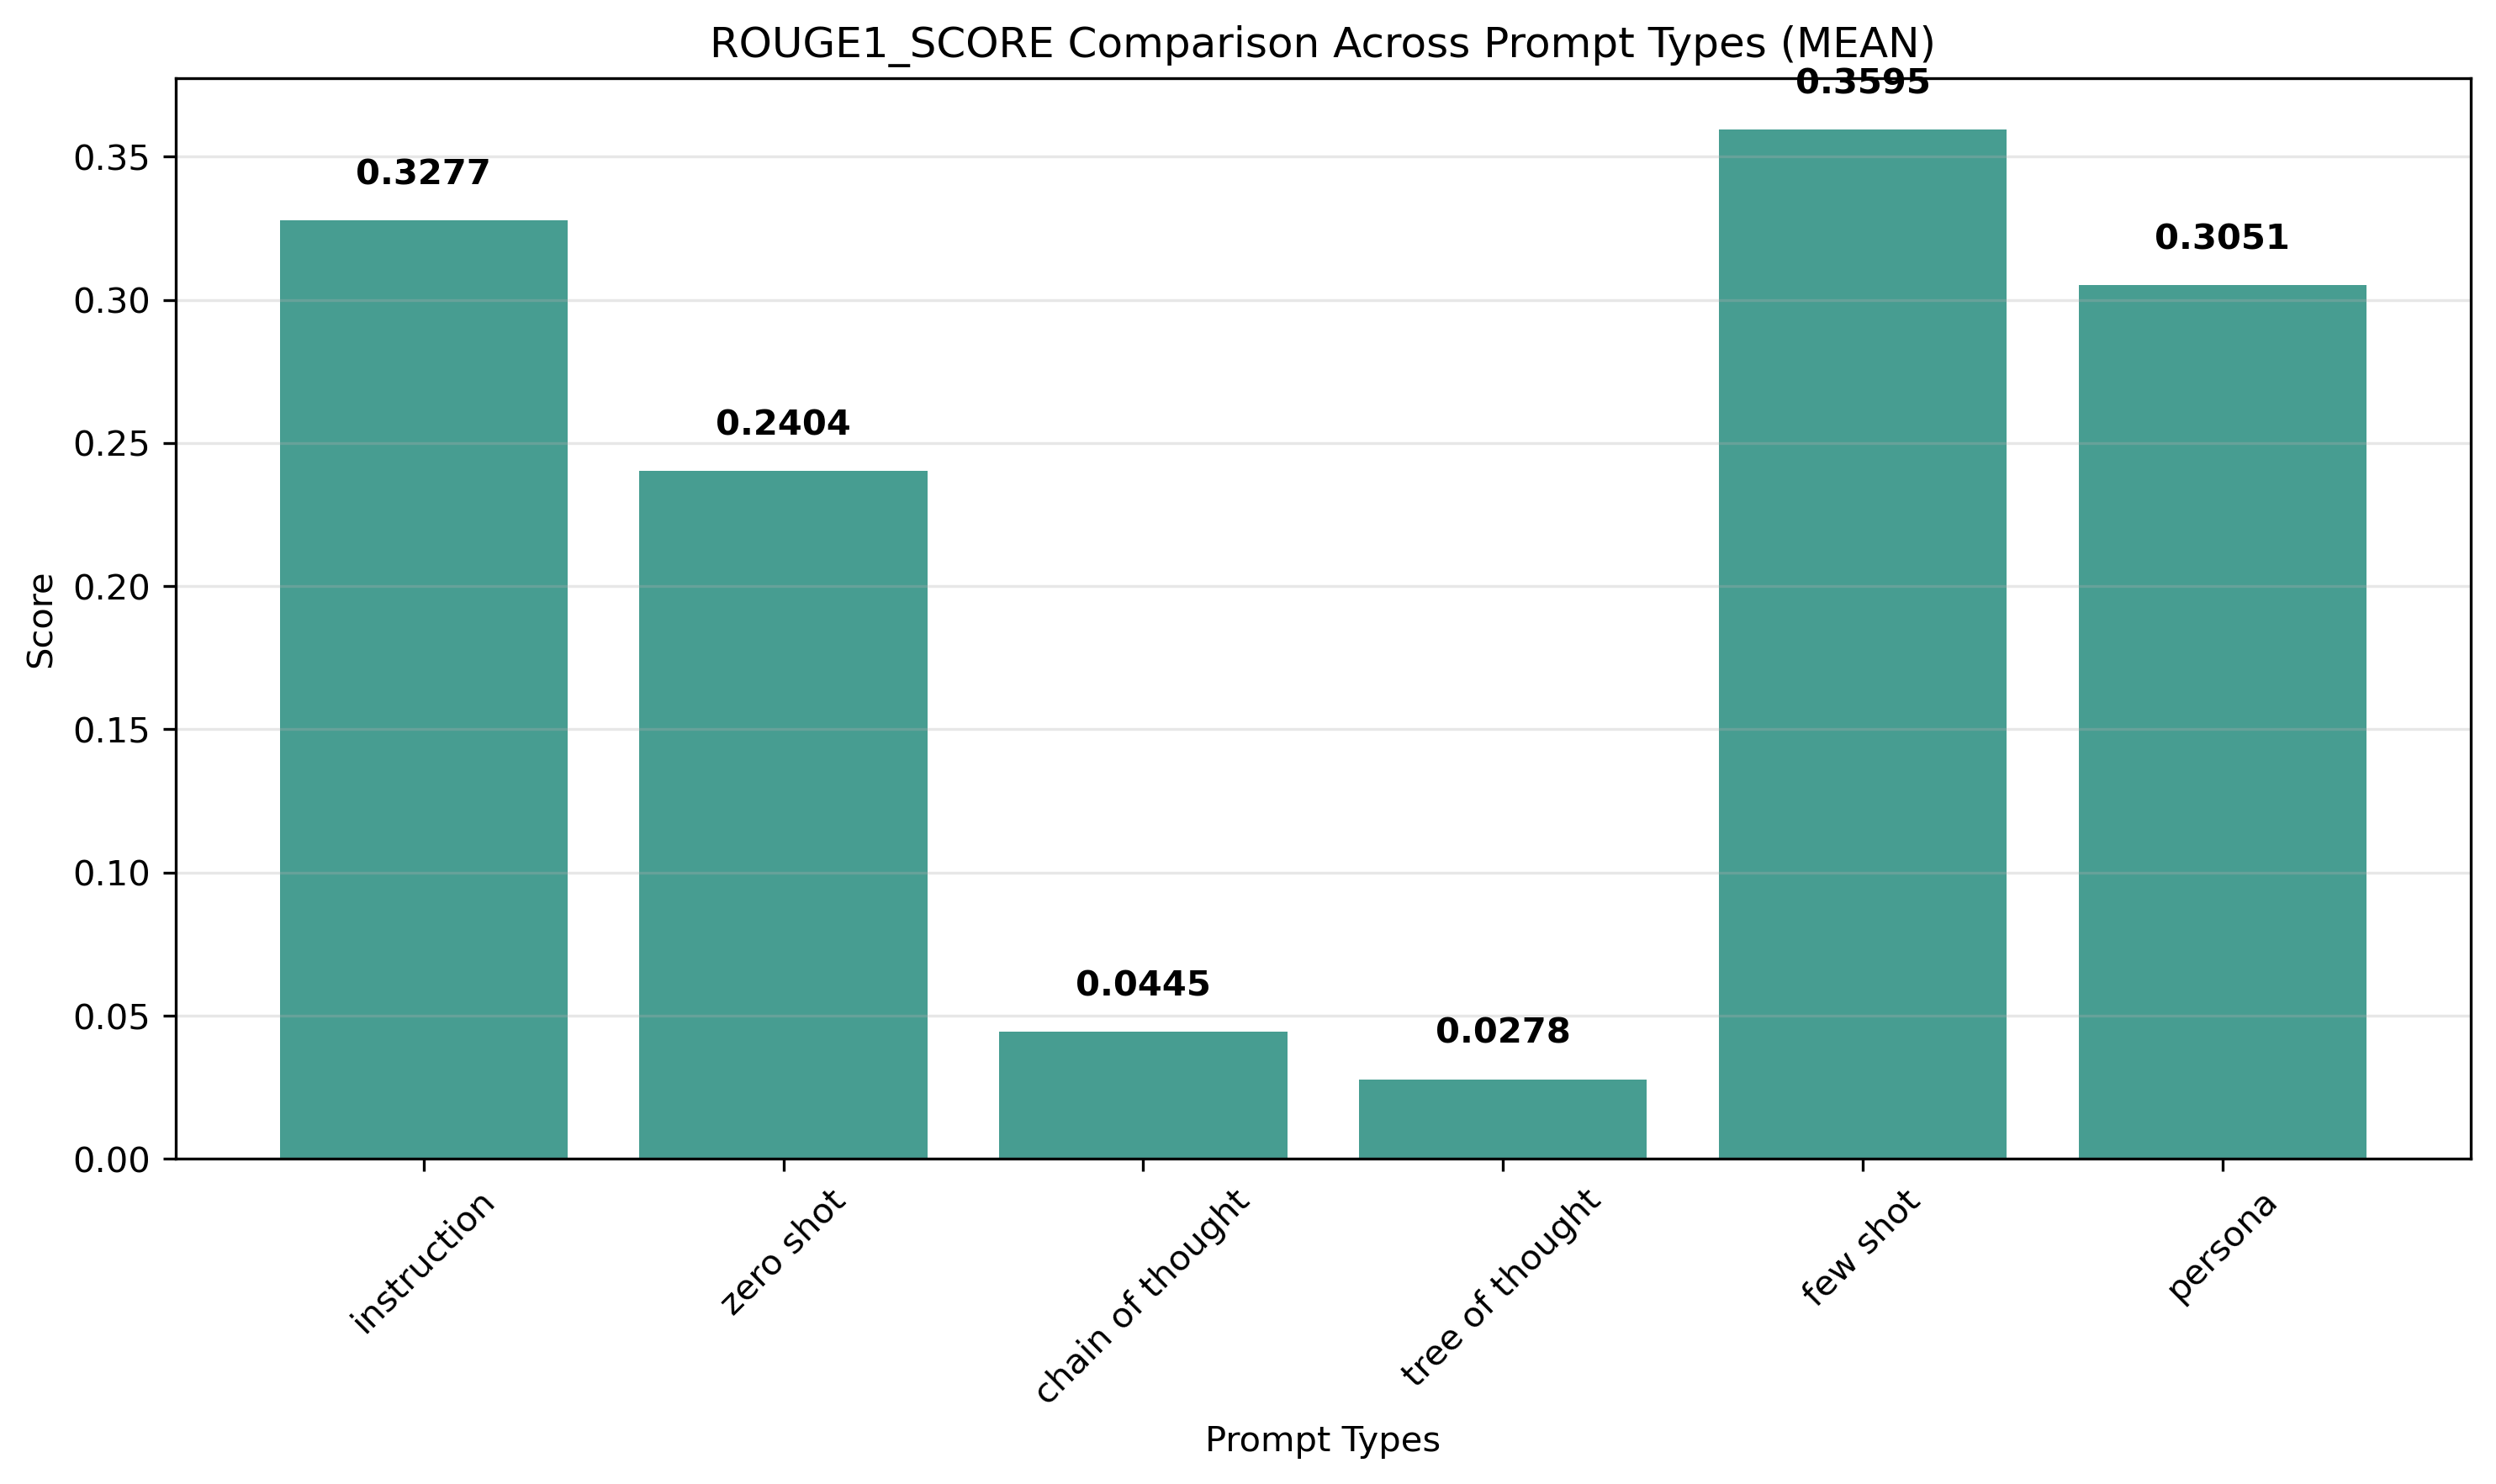 ROUGE1_SCORE Comparison Across Prompt Types (MEAN)
0.3595
0.35
0.3277
0.3051
0.30
0.2404
0.25
0.20
Score
0.15
0.10
0.0445
0.0278
0.05
0.00
instruction
zero shot
chain of thought
tree of thought
few shot
persona
Prompt Types